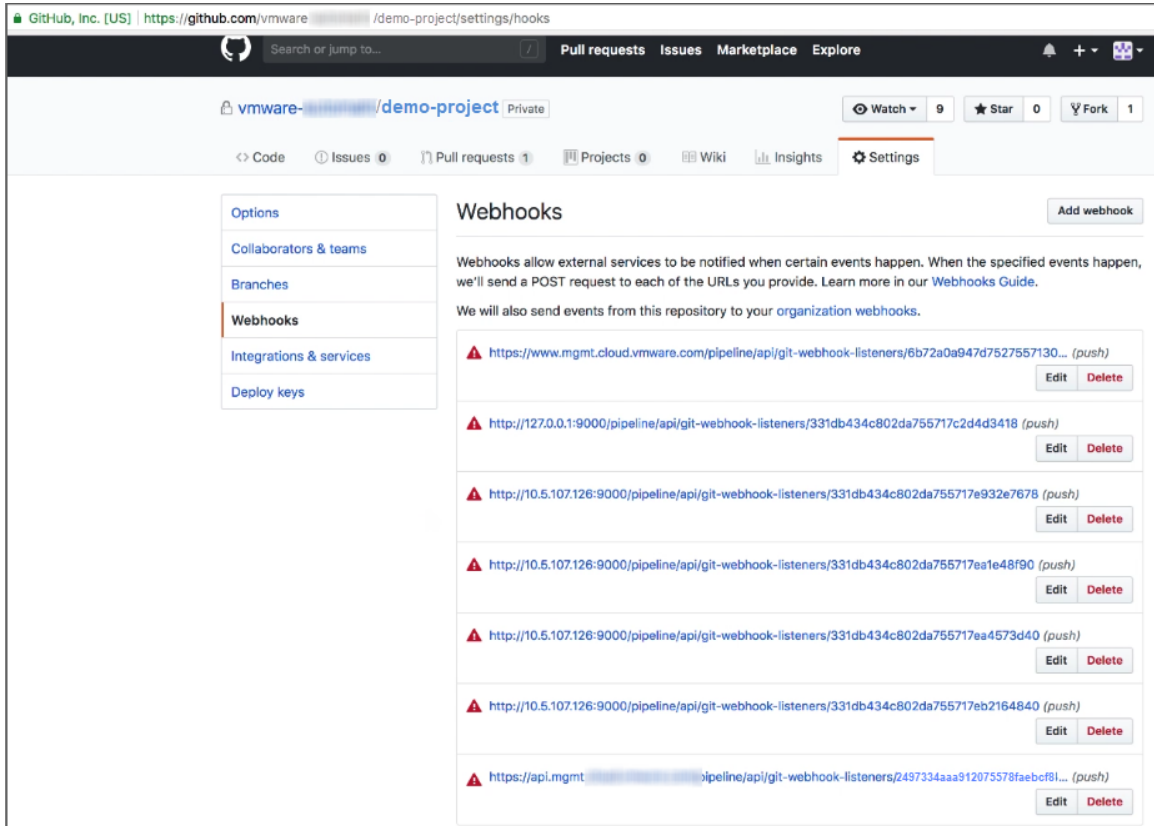 GitHub, Inc. [US] https://github.com/vmware /demo-project/settings/hooks
Search or jump to... / Pull requests Issues Marketplace Explore
vmware- /demo-project Private Watch 9 Star 0 Fork 1
<> Code Issues 0 Pull requests 1 Projects 0 Wiki Insights Settings
Options
Collaborators & teams
Branches
Webhooks
Integrations & services
Deploy keys
Webhooks Add webhook
Webhooks allow external services to be notified when certain events happen. When the specified events happen,
we'll send a POST request to each of the URLs you provide. Learn more in our Webhooks Guide.
We will also send events from this repository to your organization webhooks.
https://www.mgmt.cloud.vmware.com/pipeline/api/git-webhook-listeners/6b72a0a947d7527557130... (push)
Edit Delete
http://127.0.0.1:9000/pipeline/api/git-webhook-listeners/331db434c802da755717c2d4d3418 (push)
Edit Delete
http://10.5.107.126:9000/pipeline/api/git-webhook-listeners/331db434c802da755717e932e7678 (push)
Edit Delete
http://10.5.107.126:9000/pipeline/api/git-webhook-listeners/331db434c802da755717ea1e48f90 (push)
Edit Delete
http://10.5.107.126:9000/pipeline/api/git-webhook-listeners/331db434c802da755717ea4573d40 (push)
Edit Delete
http://10.5.107.126:9000/pipeline/api/git-webhook-listeners/331db434c802da755717eb2164840 (push)
Edit Delete
https://api.mgmt pipeline/api/git-webhook-listeners/2497334aaa912075578faebcf8l... (push)
Edit Delete